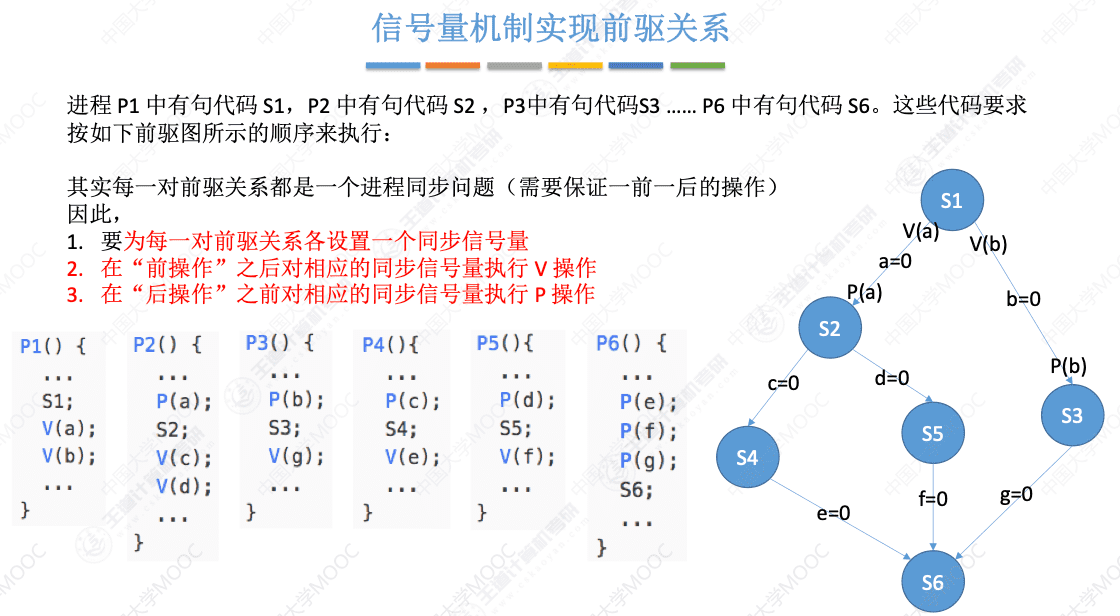 信号量机制实现前驱关系
进程 P1 中有句代码 S1，P2 中有句代码 S2 ，P3中有句代码S3 …… P6 中有句代码 S6。这些代码要求
按如下前驱图所示的顺序来执行：
其实每一对前驱关系都是一个进程同步问题（需要保证一前一后的操作）
因此，
1. 要为每一对前驱关系各设置一个同步信号量
2. 在“前操作”之后对相应的同步信号量执行 V 操作
3. 在“后操作”之前对相应的同步信号量执行 P 操作
P1() {
...
S1;
V(a);
V(b);
...
}
P2() {
...
P(a);
S2;
V(c);
V(d);
...
}
P3() {
...
P(b);
S3;
V(g);
...
}
P4(){
...
P(c);
S4;
V(e);
...
}
P5(){
...
P(d);
S5;
V(f);
...
}
P6() {
...
P(e);
P(f);
P(g);
S6;
...
}
S1
V(a)
V(b)
a=0
b=0
P(a)
S2
P(b)
c=0
d=0
S3
S5
S4
f=0
g=0
e=0
S6
中国大学MOOC
王道计算机考研